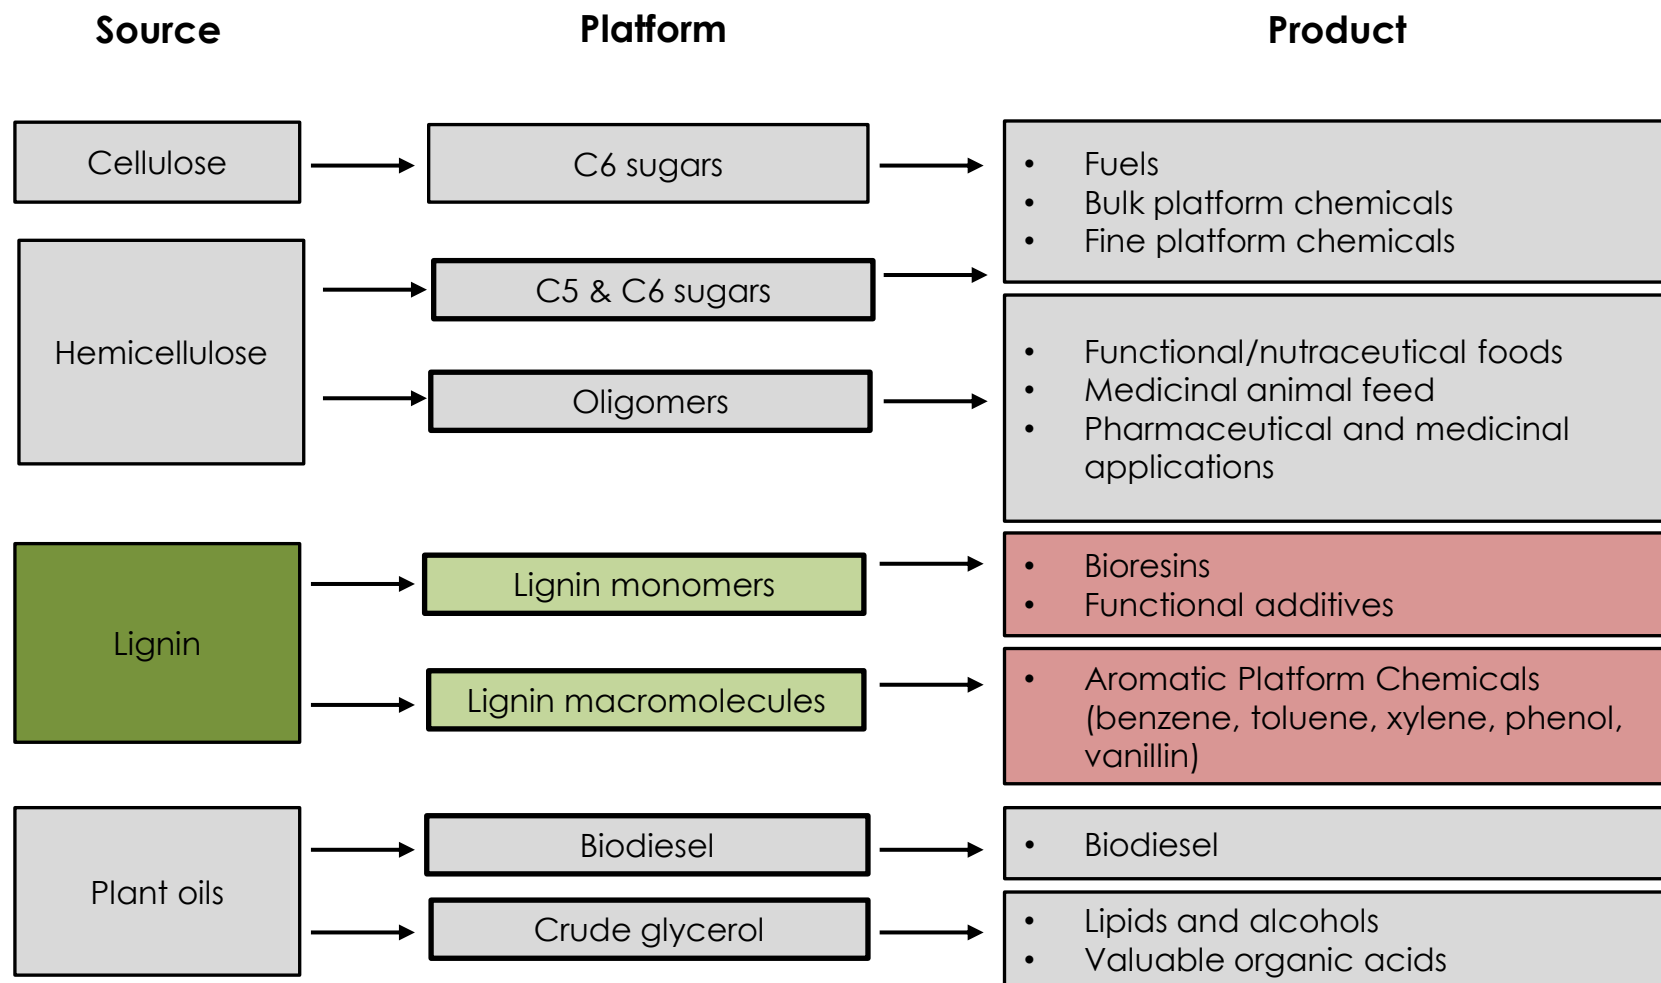 Source
Platform
Product
Cellulose
C6 sugars
• Fuels
• Bulk platform chemicals
• Fine platform chemicals
Hemicellulose
C5 & C6 sugars
Oligomers
• Functional/nutraceutical foods
• Medicinal animal feed
• Pharmaceutical and medicinal
applications
Lignin
Lignin monomers
• Bioresins
• Functional additives
Lignin macromolecules
• Aromatic Platform Chemicals
(benzene, toluene, xylene, phenol,
vanillin)
Plant oils
Biodiesel
• Biodiesel
Crude glycerol
• Lipids and alcohols
• Valuable organic acids